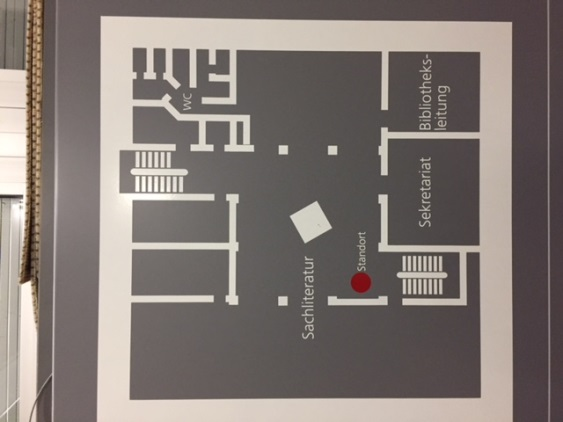 WC
Bibliotheks-
leitung
Sekretariat
Standort
Sachliteratur